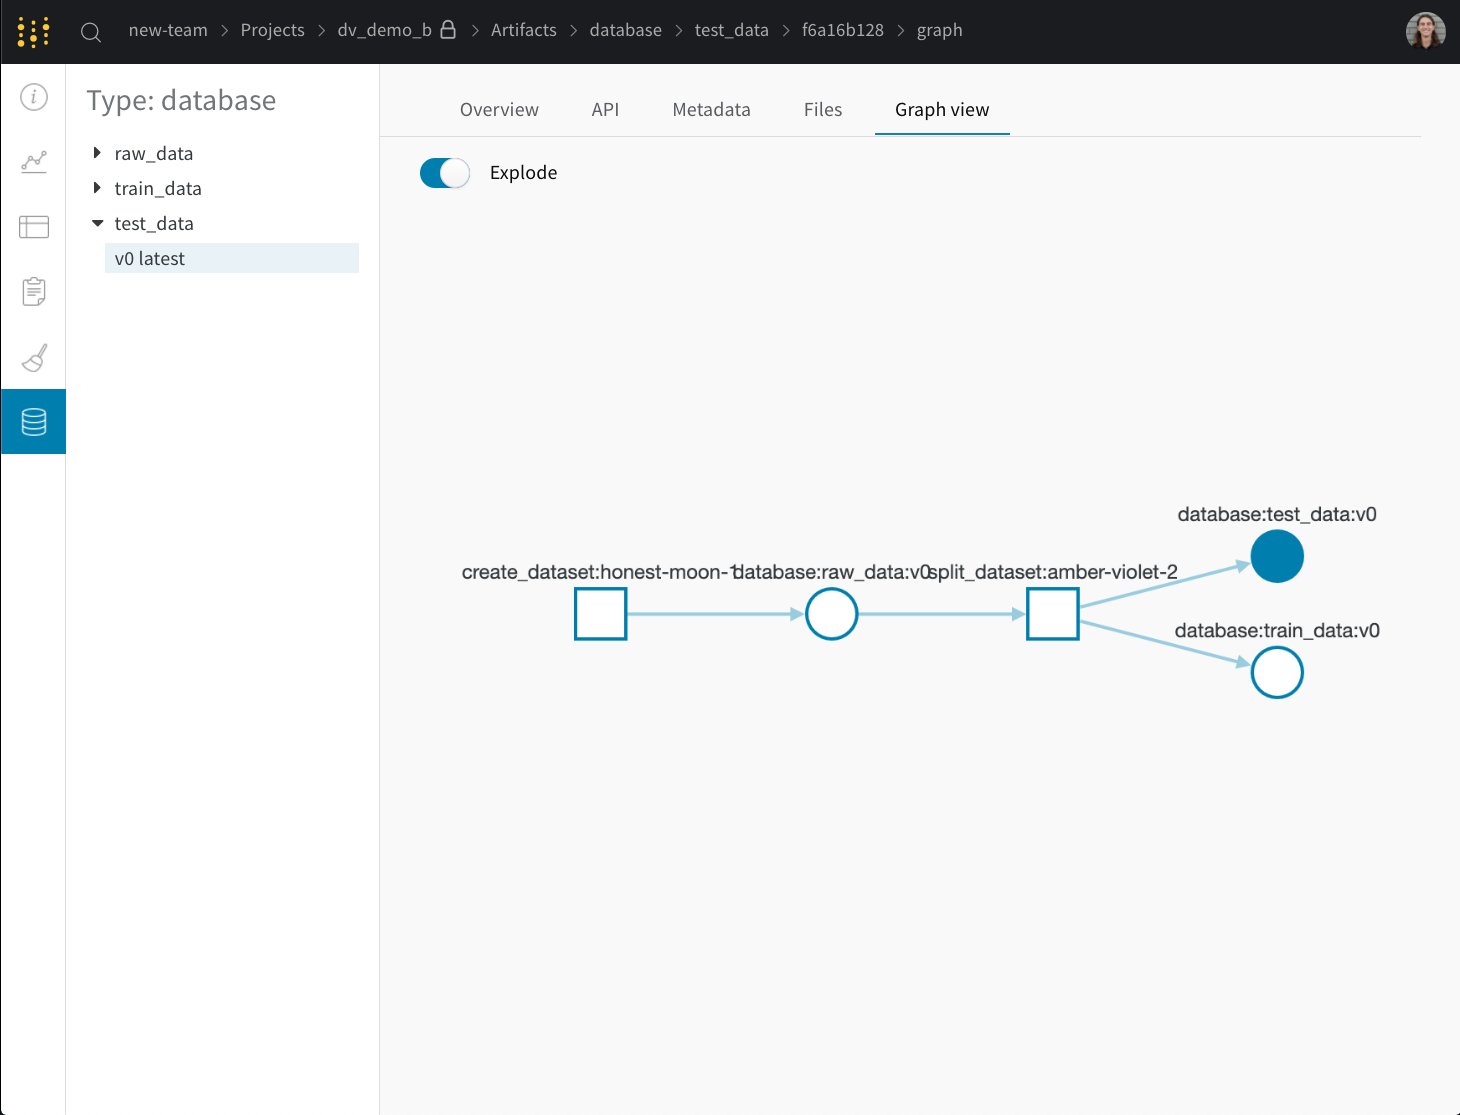 new-team > Projects > dv_demo_b > Artifacts > database > test_data > f6a16b128 > graph
Type: database
raw_data
train_data
test_data
v0 latest
Overview API Metadata Files Graph view
Explode
database:test_data:v0
create_dataset:honest-moon-1 database:raw_data:v0 split_dataset:amber-violet-2
database:train_data:v0